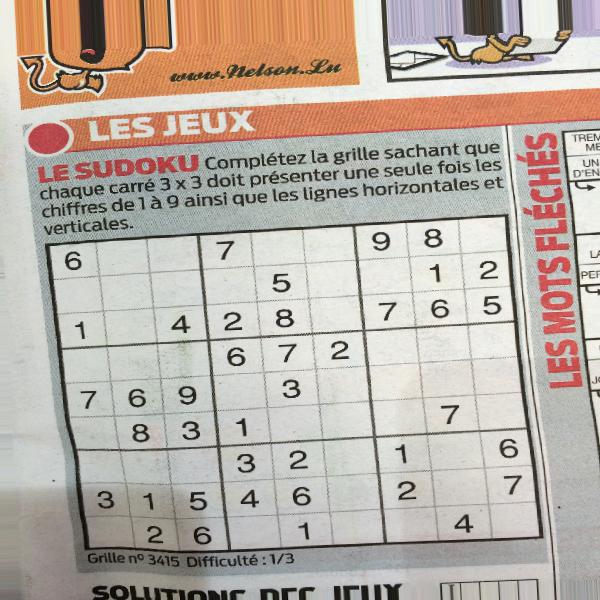 www.Nelson.Lu
LES JEUX
LE SUDOKU Complétez la grille sachant que
chaque carré 3 x 3 doit présenter une seule fois les
chiffres de 1 à 9 ainsi que les lignes horizontales et
verticales.
6 7 9 8
5 1 2
1 4 2 8 7 6 5
6 7 2
7 6 9 3
8 3 1 7
3 2 1 6
3 1 5 4 6 2 7
2 6 1 4
Grille nº 3415 Difficulté : 1/3
SOLUTIONS DES JEUX
LES MOTS FLÉCHÉS
TREM
ME
UN
D'EN
LA
PER